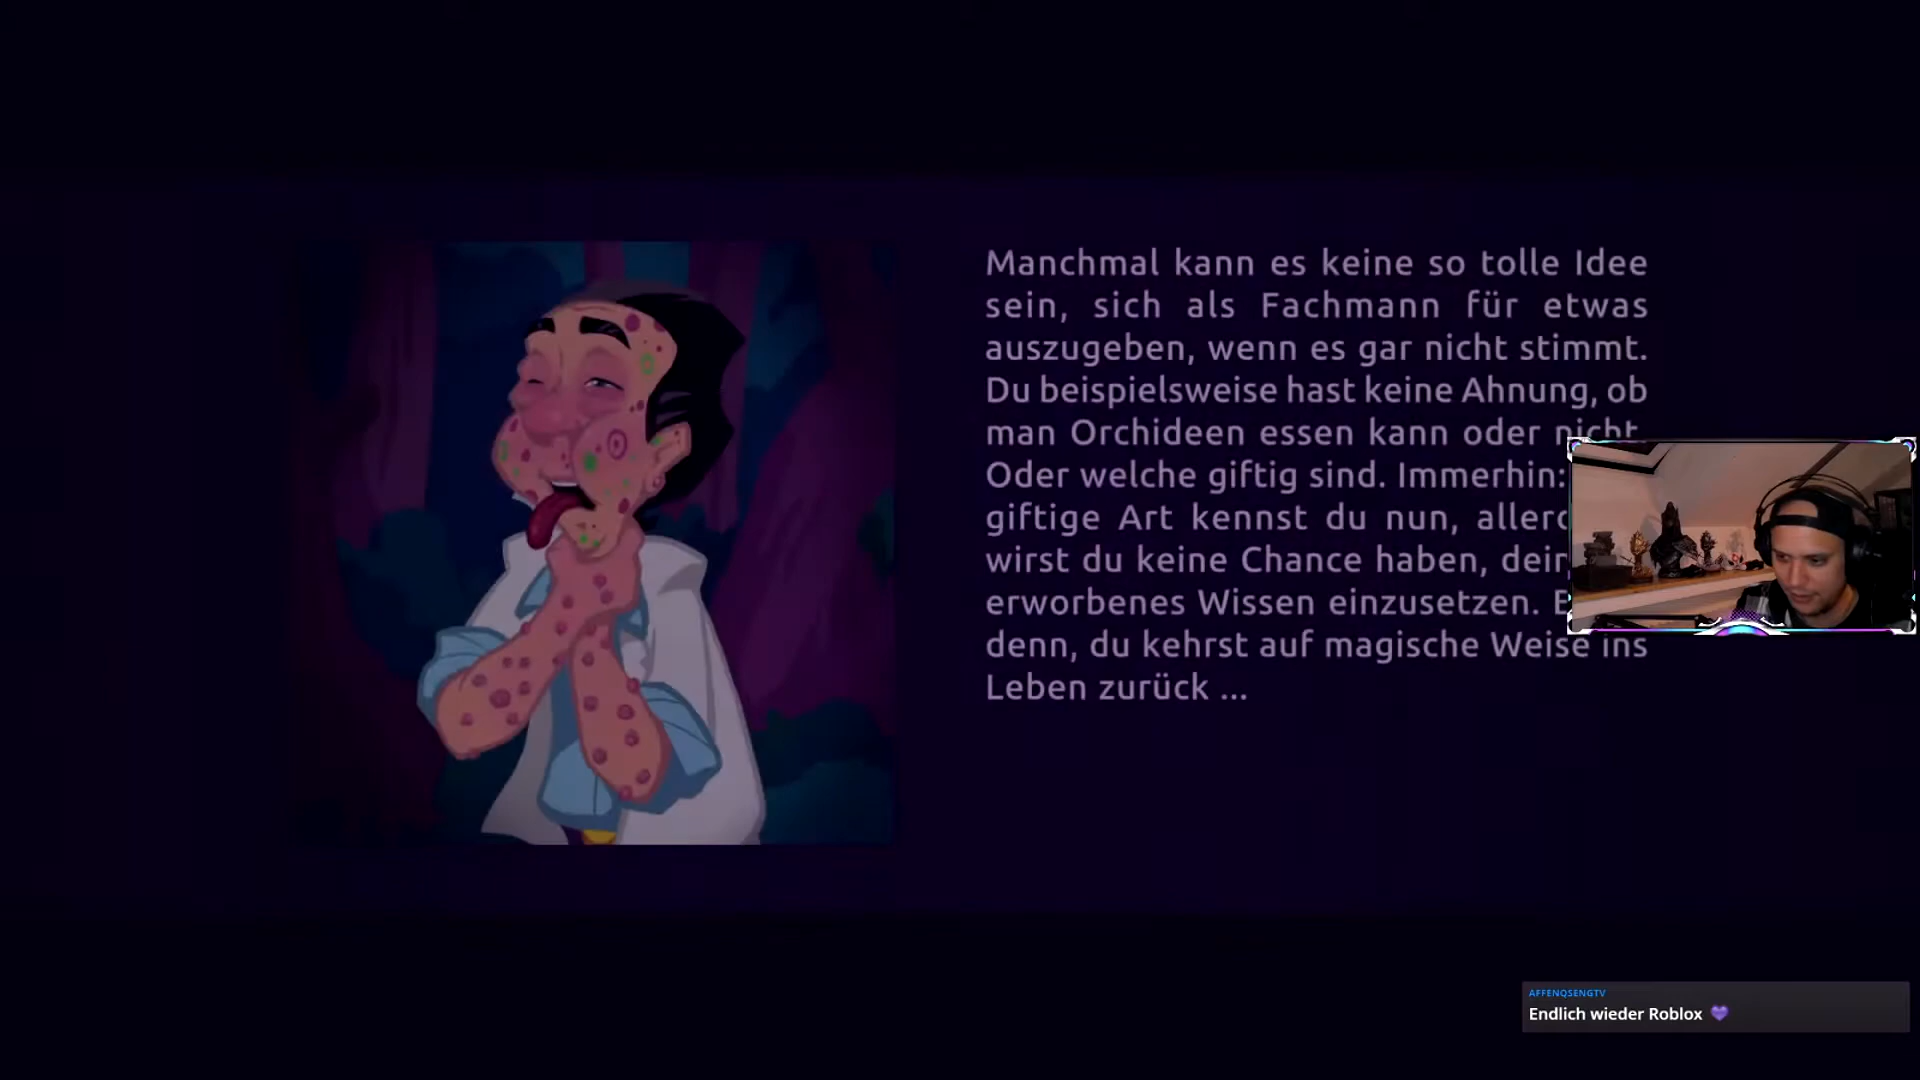 Manchmal kann es keine so tolle Idee
sein, sich als Fachmann für etwas
auszugeben, wenn es gar nicht stimmt.
Du beispielsweise hast keine Ahnung, ob
man Orchideen essen kann oder nicht.
Oder welche giftig sind. Immerhin:
giftige Art kennst du nun,
wirst du keine Chance haben,
erworbenes Wissen einzusetzen.
denn, du kehrst auf magische Weise ins
Leben zurück ...
AFFENQSENGTV
Endlich wieder Roblox 💜